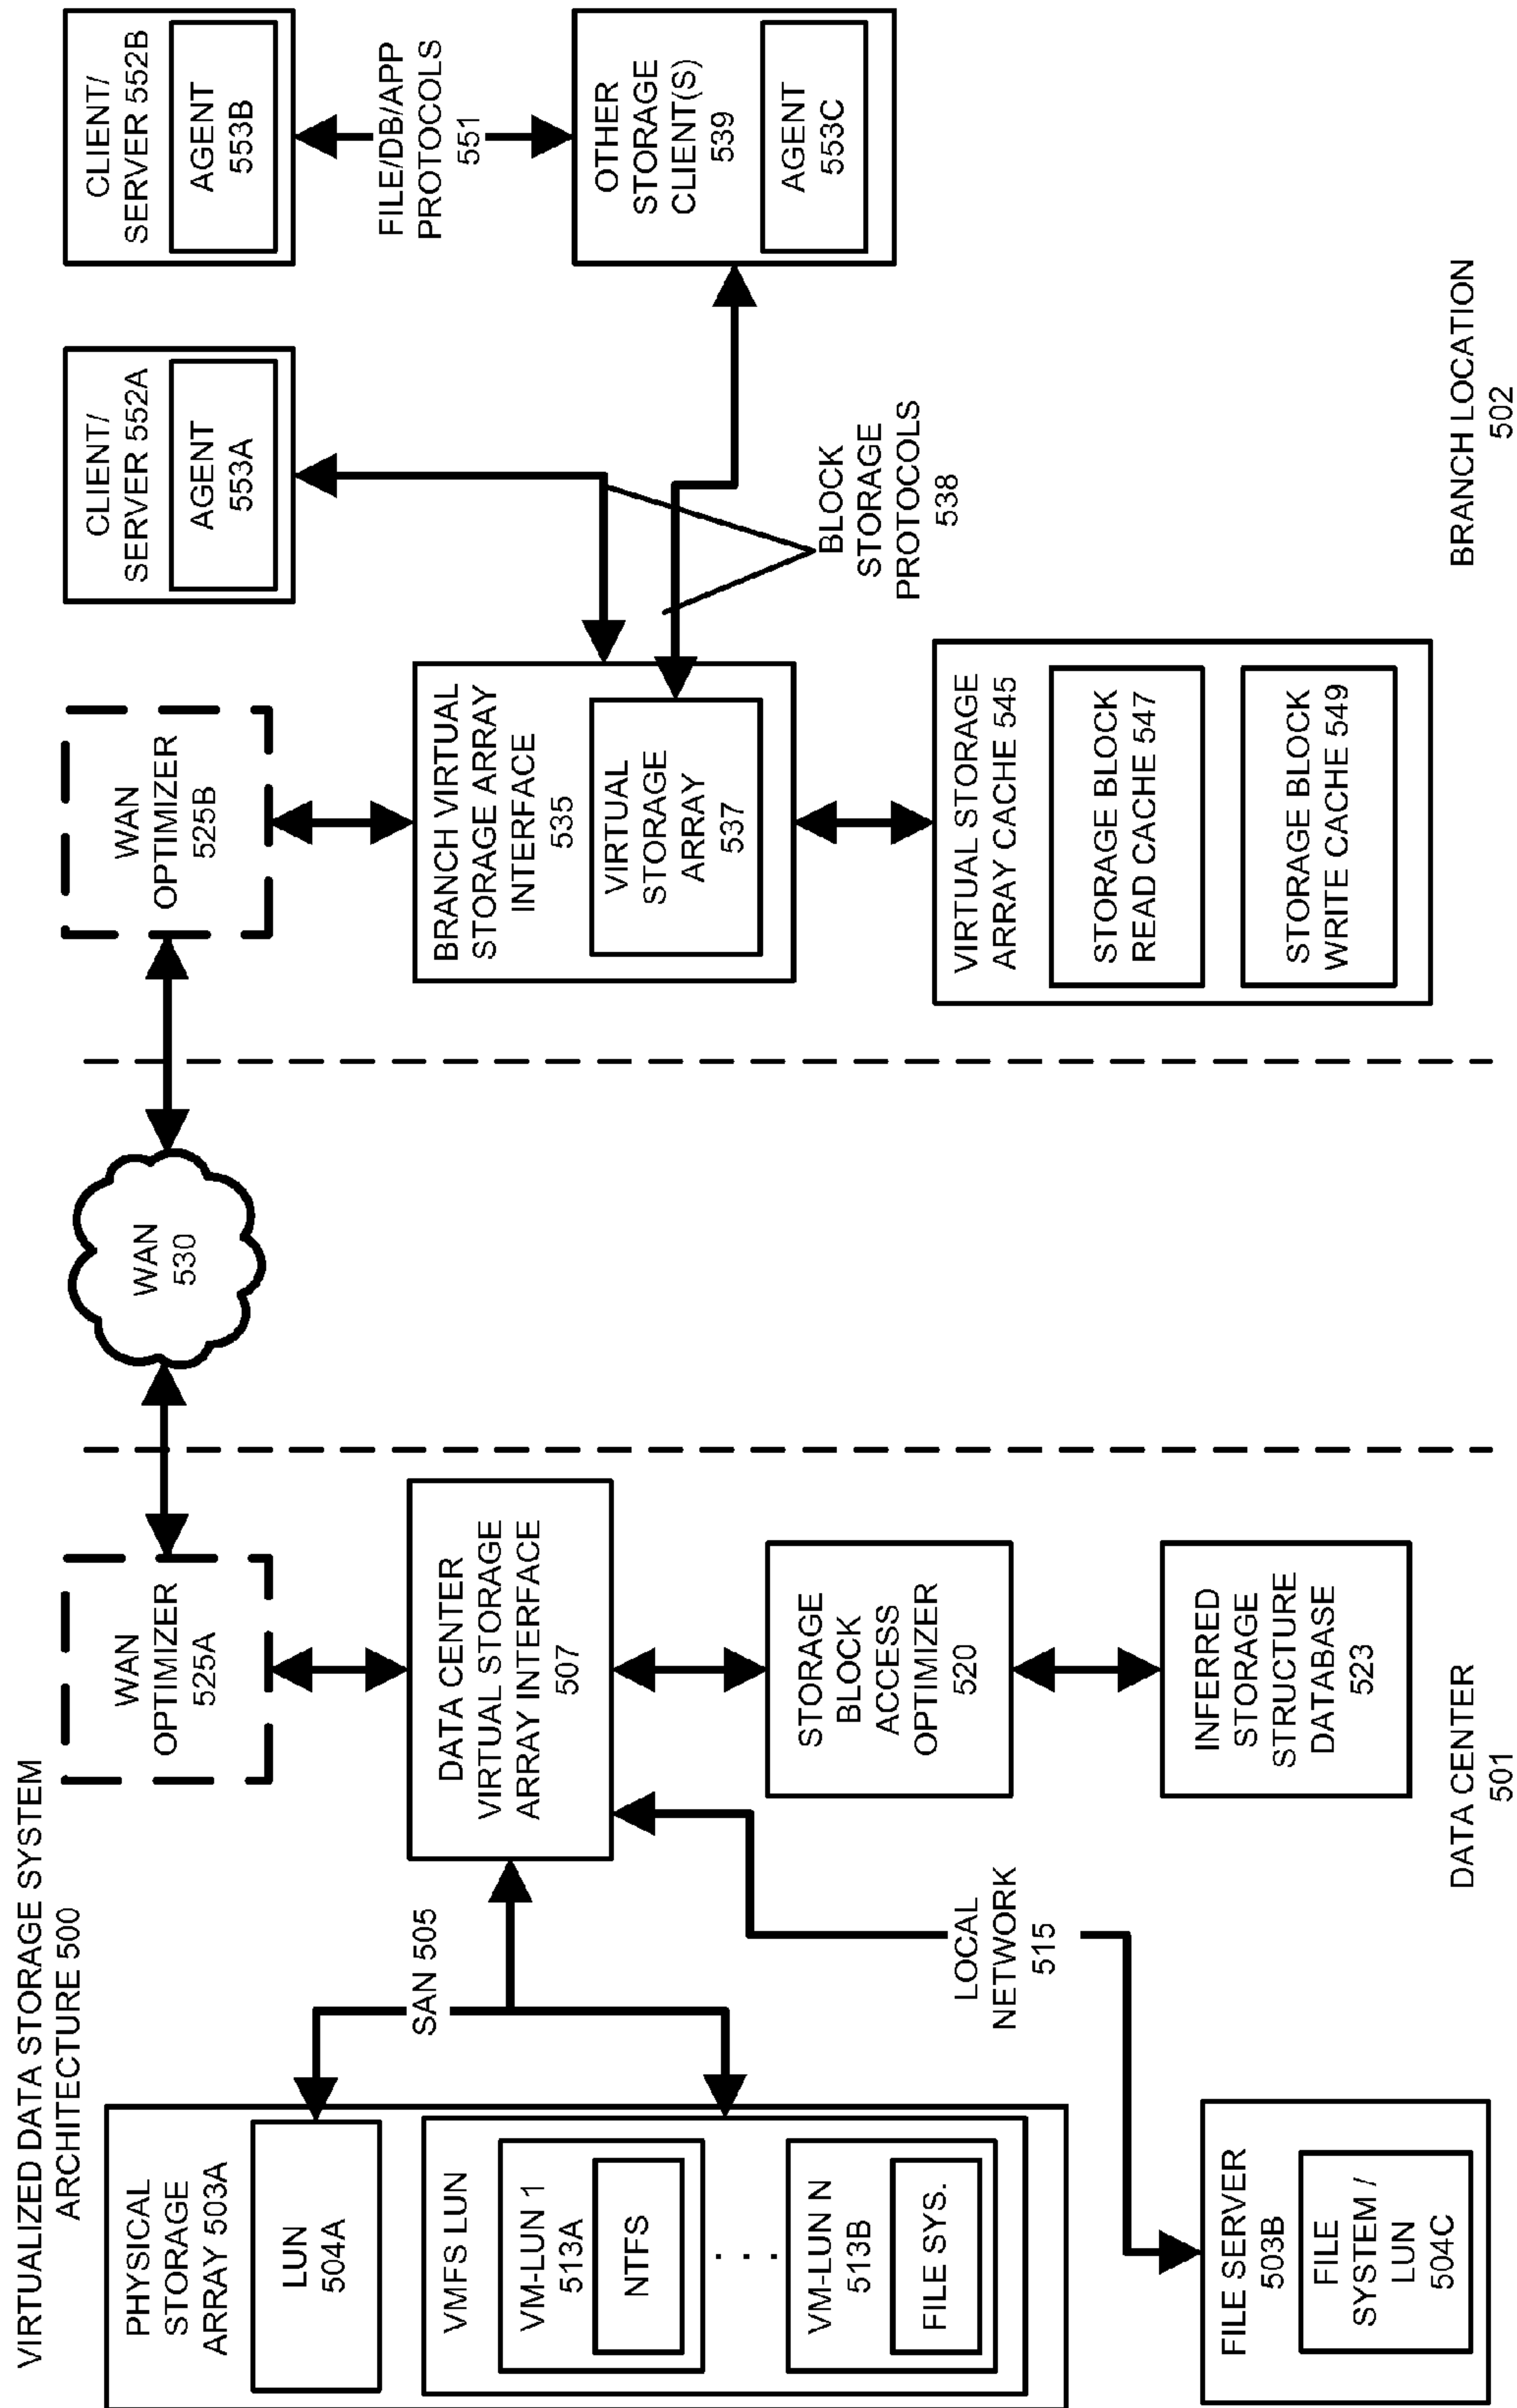 VIRTUALIZED DATA STORAGE SYSTEM
ARCHITECTURE 500
PHYSICAL
STORAGE
ARRAY 503A
LUN
504A
VMFS LUN
VM-LUN 1
513A
NTFS
. . .
VM-LUN N
513B
FILE SYS.
FILE SERVER
503B
FILE
SYSTEM /
LUN
504C
SAN 505
LOCAL
NETWORK
515
WAN
OPTIMIZER
525A
DATA CENTER
VIRTUAL STORAGE
ARRAY INTERFACE
507
STORAGE
BLOCK
ACCESS
OPTIMIZER
520
INFERRED
STORAGE
STRUCTURE
DATABASE
523
DATA CENTER
501
WAN
530
WAN
OPTIMIZER
525B
BRANCH VIRTUAL
STORAGE ARRAY
INTERFACE
535
VIRTUAL
STORAGE
ARRAY
537
VIRTUAL STORAGE
ARRAY CACHE 545
STORAGE BLOCK
READ CACHE 547
STORAGE BLOCK
WRITE CACHE 549
CLIENT/
SERVER 552A
AGENT
553A
BLOCK
STORAGE
PROTOCOLS
538
CLIENT/
SERVER 552B
AGENT
553B
FILE/DB/APP
PROTOCOLS
551
OTHER
STORAGE
CLIENT(S)
539
AGENT
553C
BRANCH LOCATION
502